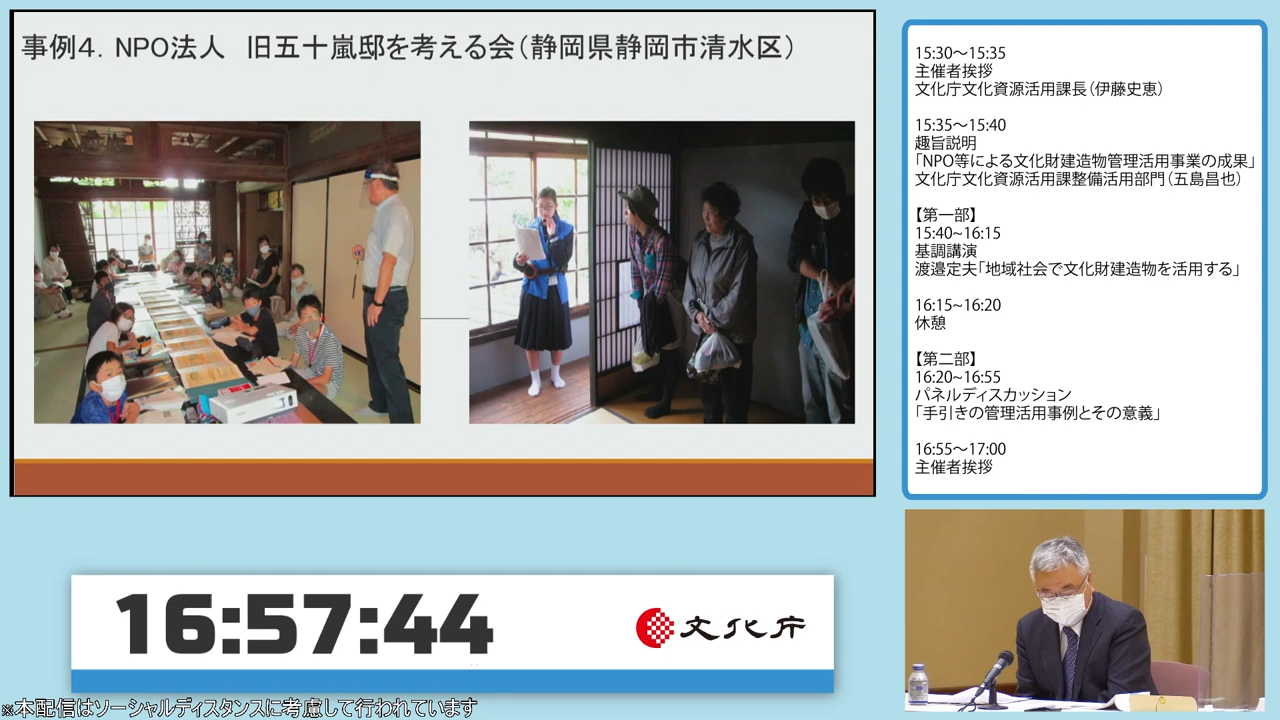 事例４．NPO法人　旧五十嵐邸を考える会（静岡県静岡市清水区）
15:30～15:35
主催者挨拶
文化庁文化資源活用課長（伊藤史恵）
15:35～15:40
趣旨説明
「NPO等による文化財建造物管理活用事業の成果」
文化庁文化資源活用課整備活用部門（五島昌也）
【第一部】
15:40~16:15
基調講演
渡邉定夫「地域社会で文化財建造物を活用する」
16:15~16:20
休憩
【第二部】
16:20~16:55
パネルディスカッション
「手引きの管理活用事例とその意義」
16:55～17:00
主催者挨拶
16:57:44
文化庁
※本配信はソーシャルディスタンスに考慮して行われています